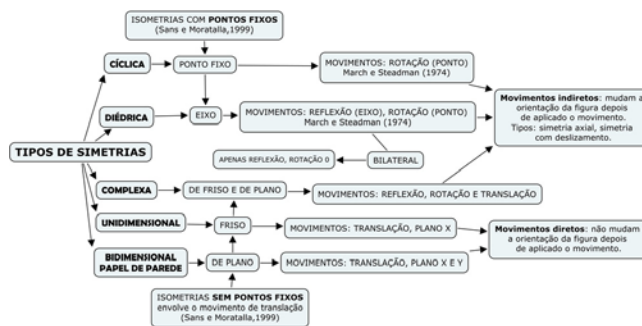 ISOMETRIAS COM PONTOS FIXOS
(Sans e Moratalla,1999)
CÍCLICA
PONTO FIXO
MOVIMENTOS: ROTAÇÃO (PONTO)
March e Steadman (1974)
Movimentos indiretos: mudam a
orientação da figura depois
de aplicado o movimento.
Tipos: simetria axial, simetria
com deslizamento.
DIÉDRICA
EIXO
MOVIMENTOS: REFLEXÃO (EIXO), ROTAÇÃO (PONTO)
March e Steadman (1974)
TIPOS DE SIMETRIAS
APENAS REFLEXÃO, ROTAÇÃO 0
BILATERAL
COMPLEXA
DE FRISO E DE PLANO
MOVIMENTOS: REFLEXÃO, ROTAÇÃO E TRANSLAÇÃO
UNIDIMENSIONAL
FRISO
MOVIMENTOS: TRANSLAÇÃO, PLANO X
Movimentos diretos: não mudam
a orientação da figura depois
de aplicado o movimento.
BIDIMENSIONAL
PAPEL DE PAREDE
DE PLANO
MOVIMENTOS: TRANSLAÇÃO, PLANO X E Y
ISOMETRIAS SEM PONTOS FIXOS
envolve o movimento de translação
(Sans e Moratalla,1999)